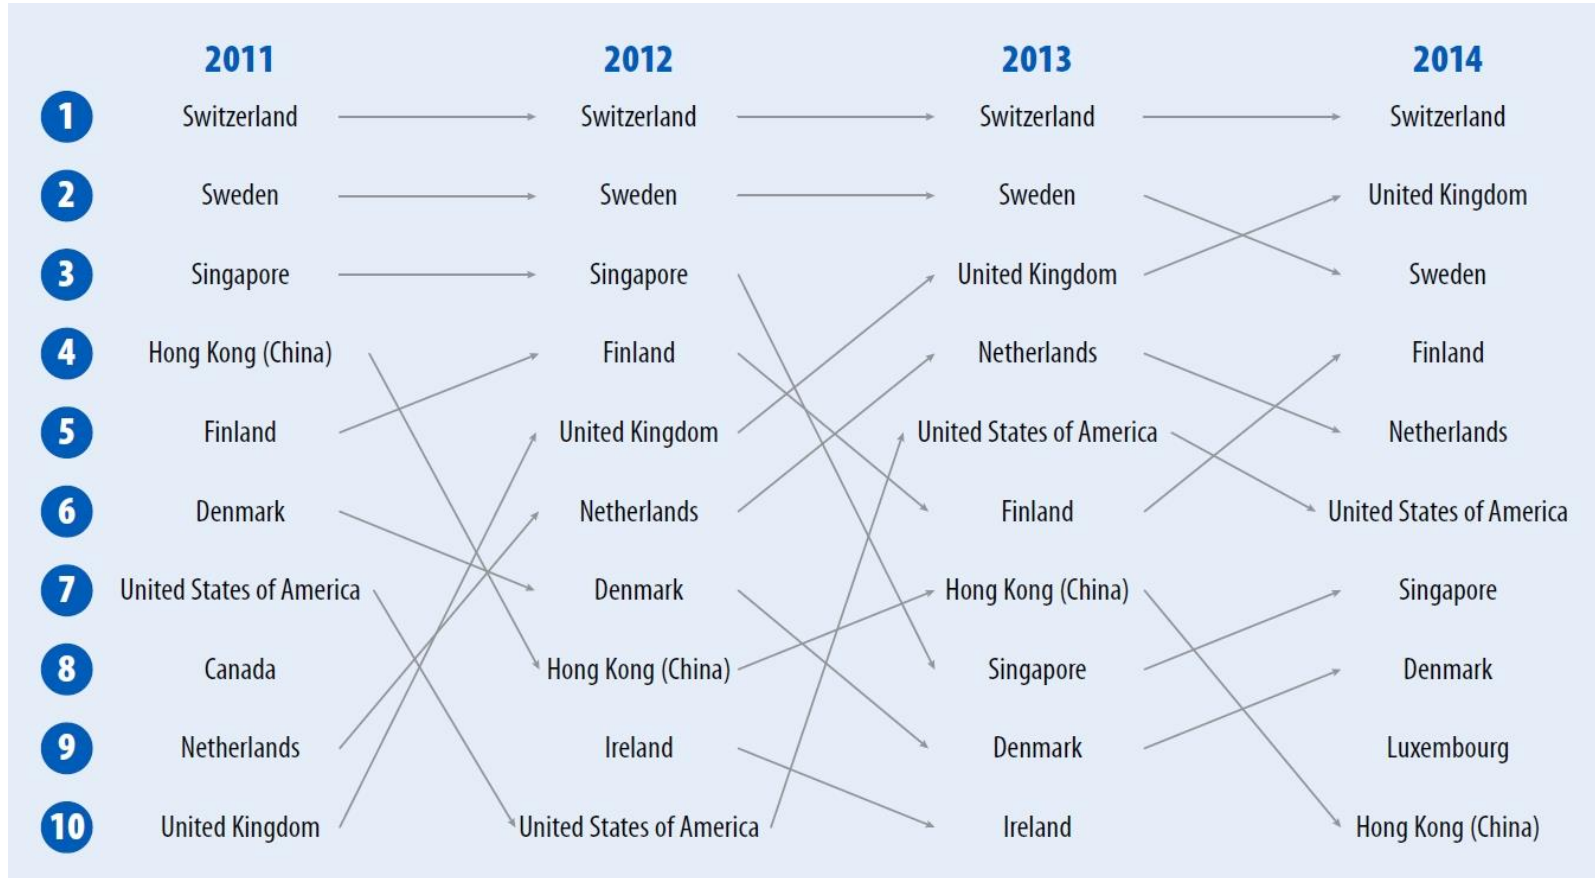 2011 2012 2013 2014
1 Switzerland Switzerland Switzerland Switzerland
2 Sweden Sweden Sweden United Kingdom
3 Singapore Singapore United Kingdom Sweden
4 Hong Kong (China) Finland Netherlands Finland
5 Finland United Kingdom United States of America Netherlands
6 Denmark Netherlands Finland United States of America
7 United States of America Denmark Hong Kong (China) Singapore
8 Canada Hong Kong (China) Singapore Denmark
9 Netherlands Ireland Denmark Luxembourg
10 United Kingdom United States of America Ireland Hong Kong (China)